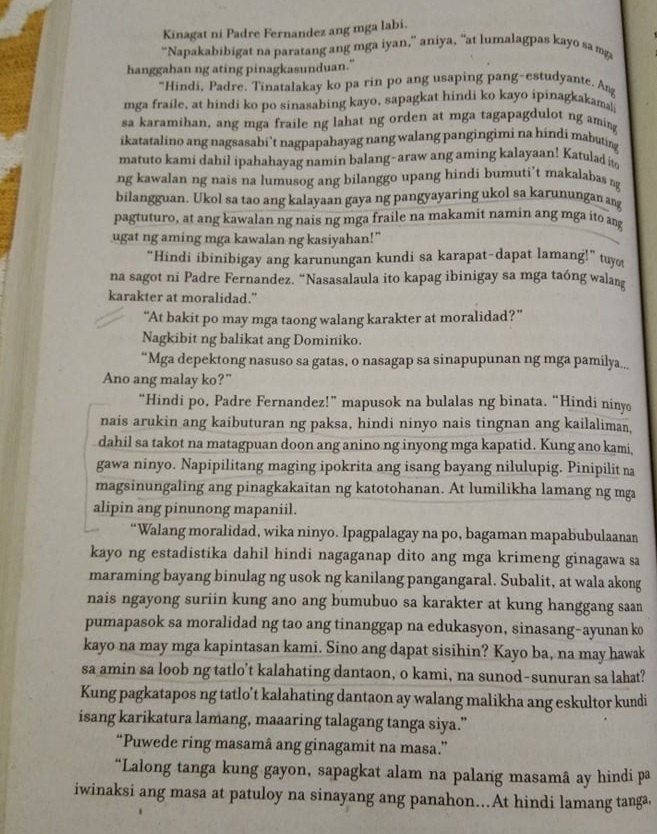 Kinagat ni Padre Fernandez ang mga labi.
"Napakabibigat na paratang ang mga iyan," aniya, "at lumalagpas kayo sa mga
hanggahan ng ating pinagkasunduan."
"Hindi, Padre. Tinatalakay ko pa rin po ang usaping pang-estudyante. Ang
mga fraile, at hindi ko po sinasabing kayo, sapagkat hindi ko kayo ipinagkakamali
sa karamihan, ang mga fraile ng lahat ng orden at mga tagapagdulot ng aming
ikatatalino ang nagsasabi't nagpapahayag nang walang pangingimi na hindi mabuting
matuto kami dahil ipahahayag namin balang-araw ang aming kalayaan! Katulad ito
ng kawalan ng nais na lumusog ang bilanggo upang hindi bumuti't makalabas ng
bilangguan. Ukol sa tao ang kalayaan gaya ng pangyayaring ukol sa karunungan ang
pagtuturo, at ang kawalan ng nais ng mga fraile na makamit namin ang mga ito ang
ugat ng aming mga kawalan ng kasiyahan!"
"Hindi ibinibigay ang karunungan kundi sa karapat-dapat lamang!" tuyot
na sagot ni Padre Fernandez. "Nasasalaula ito kapag ibinigay sa mga taóng walang
karakter at moralidad."
"At bakit po may mga taong walang karakter at moralidad?"
Nagkibit ng balikat ang Dominiko.
"Mga depektong nasuso sa gatas, o nasagap sa sinapupunan ng mga pamilya...
Ano ang malay ko?"
"Hindi po, Padre Fernandez!" mapusok na bulalas ng binata. "Hindi ninyo
nais arukin ang kaibuturan ng paksa, hindi ninyo nais tingnan ang kailaliman,
dahil sa takot na matagpuan doon ang anino ng inyong mga kapatid. Kung ano kami,
gawa ninyo. Napipilitang maging ipokrita ang isang bayang nilulupig. Pinipilit na
magsinungaling ang pinagkakaitan ng katotohanan. At lumilikha lamang ng mga
alipin ang pinunong mapaniil.
"Walang moralidad, wika ninyo. Ipagpalagay na po, bagaman mapabubulaanan
kayo ng estadistika dahil hindi nagaganap dito ang mga krimeng ginagawa sa
maraming bayang binulag ng usok ng kanilang pangangaral. Subalit, at wala akong
nais ngayong suriin kung ano ang bumubuo sa karakter at kung hanggang saan
pumapasok sa moralidad ng tao ang tinanggap na edukasyon, sinasang-ayunan ko
kayo na may mga kapintasan kami. Sino ang dapat sisihin? Kayo ba, na may hawak
sa amin sa loob ng tatlo't kalahating dantaon, o kami, na sunod-sunuran sa lahat?
Kung pagkatapos ng tatlo't kalahating dantaon ay walang malikha ang eskultor kundi
isang karikatura lamang, maaaring talagang tanga siya."
"Puwede ring masamâ ang ginagamit na masa."
"Lalong tanga kung gayon, sapagkat alam na palang masamâ ay hindi pa
iwinaksi ang masa at patuloy na sinayang ang panahon...At hindi lamang tanga,